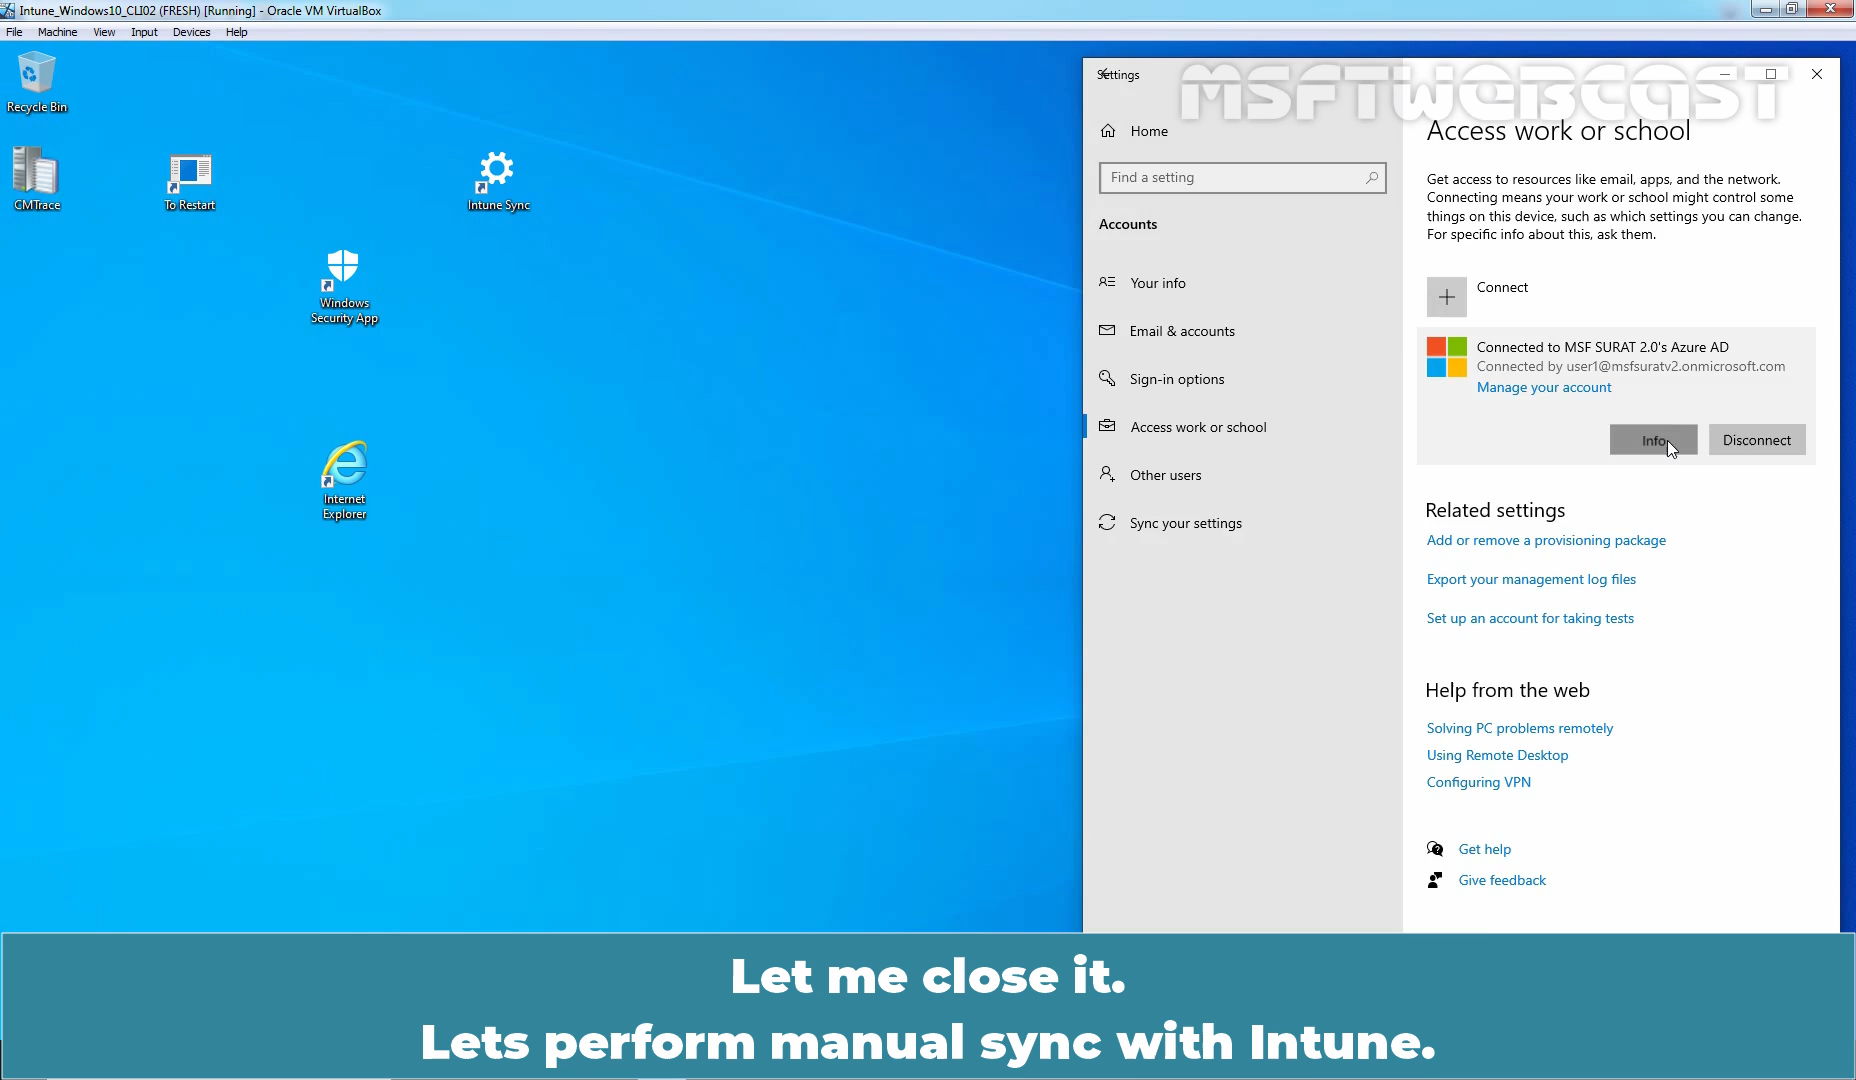 Intune_Windows10_CLI02 (FRESH) [Running] - Oracle VM VirtualBox
File Machine View Input Devices Help
Recycle Bin
CMTrace
To Restart
Intune Sync
Windows
Security App
Internet
Explorer
Settings
MSFTWEBCAST
Home
Find a setting
Accounts
Your info
Email & accounts
Sign-in options
Access work or school
Other users
Sync your settings
Access work or school
Get access to resources like email, apps, and the network.
Connecting means your work or school might control some
things on this device, such as which settings you can change.
For specific info about this, ask them.
Connect
Connected to MSF SURAT 2.0's Azure AD
Connected by user1@msfsuratv2.onmicrosoft.com
Manage your account
Info
Disconnect
Related settings
Add or remove a provisioning package
Export your management log files
Set up an account for taking tests
Help from the web
Solving PC problems remotely
Using Remote Desktop
Configuring VPN
Get help
Give feedback
Let me close it.
Lets perform manual sync with Intune.